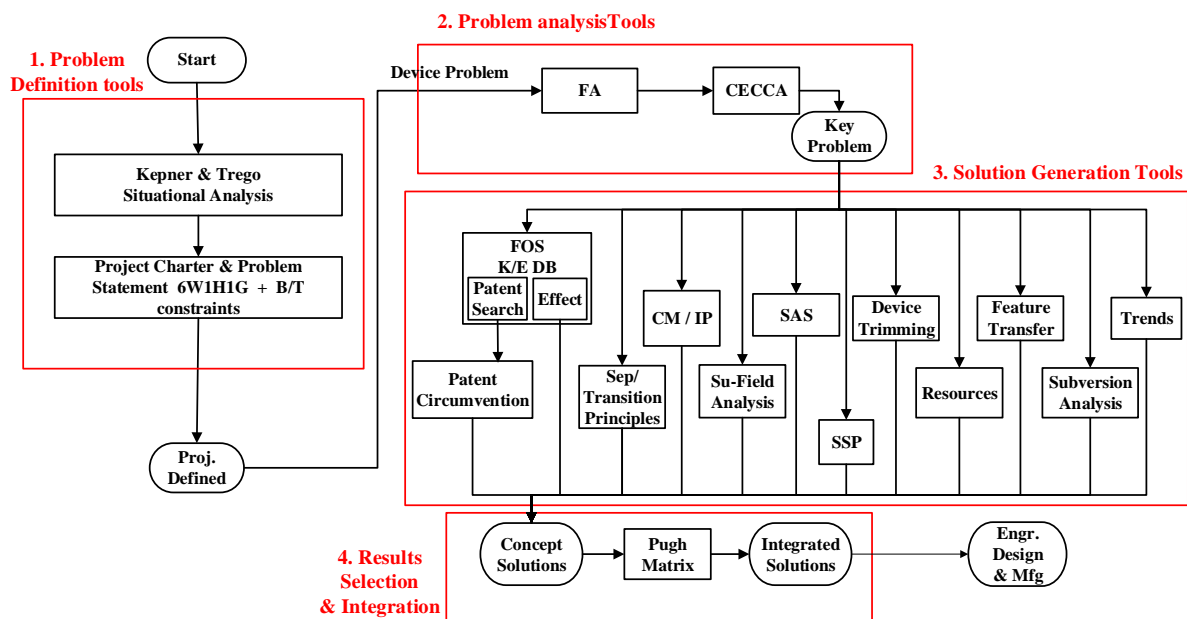 2. Problem analysisTools
1. Problem
Definition tools
Start
Device Problem
FA
CECCA
Key
Problem
Kepner & Trego
Situational Analysis
Project Charter & Problem
Statement 6W1H1G + B/T
constraints
Proj.
Defined
3. Solution Generation Tools
FOS
K/E DB
Patent
Search
Effect
Patent
Circumvention
Sep/
Transition
Principles
CM / IP
Su-Field
Analysis
SAS
SSP
Device
Trimming
Resources
Feature
Transfer
Subversion
Analysis
Trends
4. Results
Selection
& Integration
Concept
Solutions
Pugh
Matrix
Integrated
Solutions
Engr.
Design
& Mfg